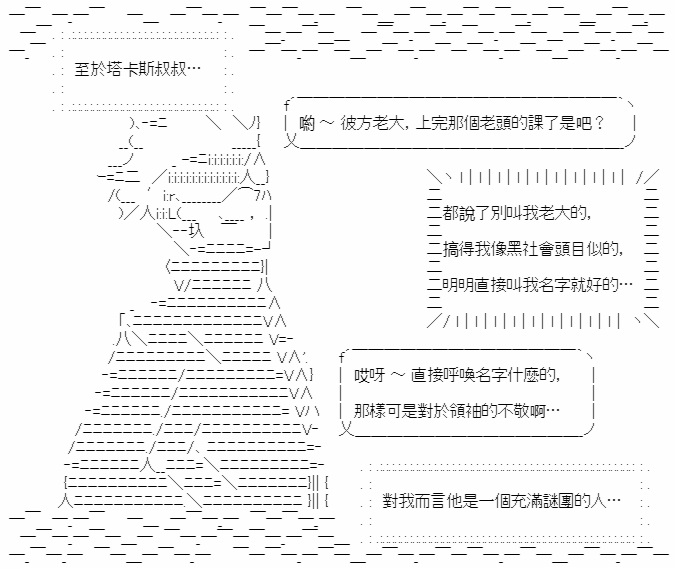 至於塔卡斯叔叔…
喲 ～ 彼方老大，上完那個老頭的課了是吧？
都說了別叫我老大的，
搞得我像黑社會頭目似的，
明明直接叫我名字就好的…
哎呀 ～ 直接呼喚名字什麼的，
那樣可是對於領袖的不敬啊…
對我而言他是一個充滿謎團的人…